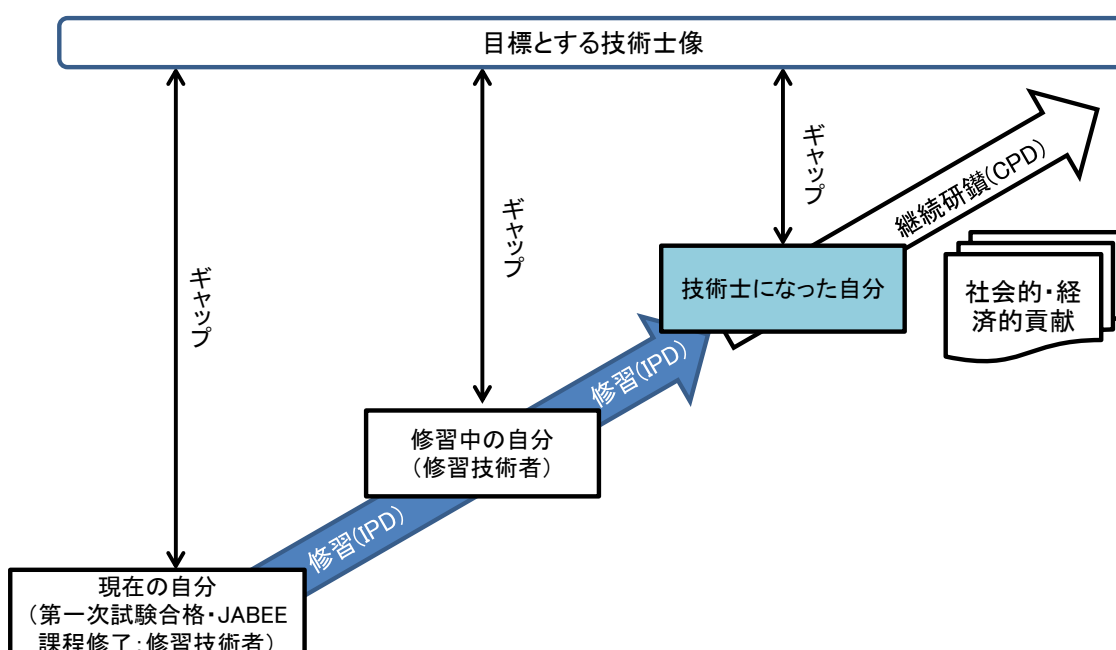 目標とする技術士像
ギャップ
ギャップ
ギャップ
継続研鑚(CPD)
技術士になった自分
社会的・経
済的貢献
修習(IPD)
修習中の自分
（修習技術者）
修習(IPD)
現在の自分
（第一次試験合格・JABEE
課程修了：修習技術者）